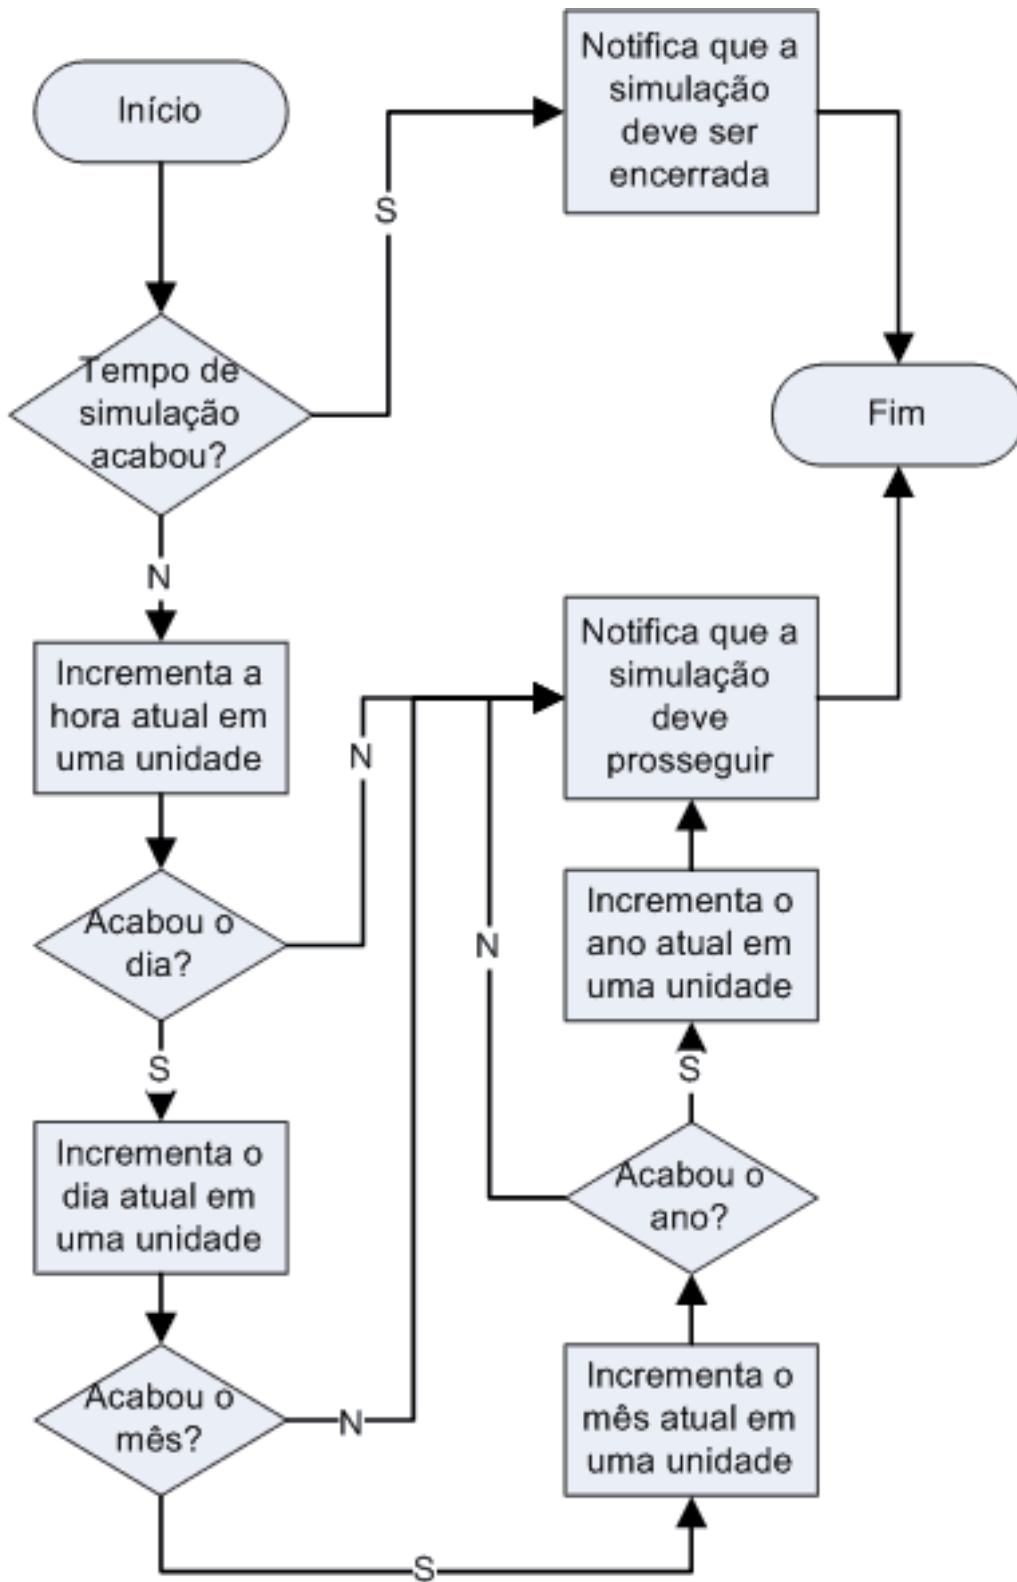 Início
Notifica que a
simulação
deve ser
encerrada
S
Tempo de
simulação
acabou?
Fim
N
Incrementa a
hora atual em
uma unidade
Notifica que a
simulação
deve
prosseguir
N
Acabou o
dia?
N
Incrementa o
ano atual em
uma unidade
S
S
Incrementa o
dia atual em
uma unidade
Acabou o
ano?
Acabou o
mês?
N
Incrementa o
mês atual em
uma unidade
S